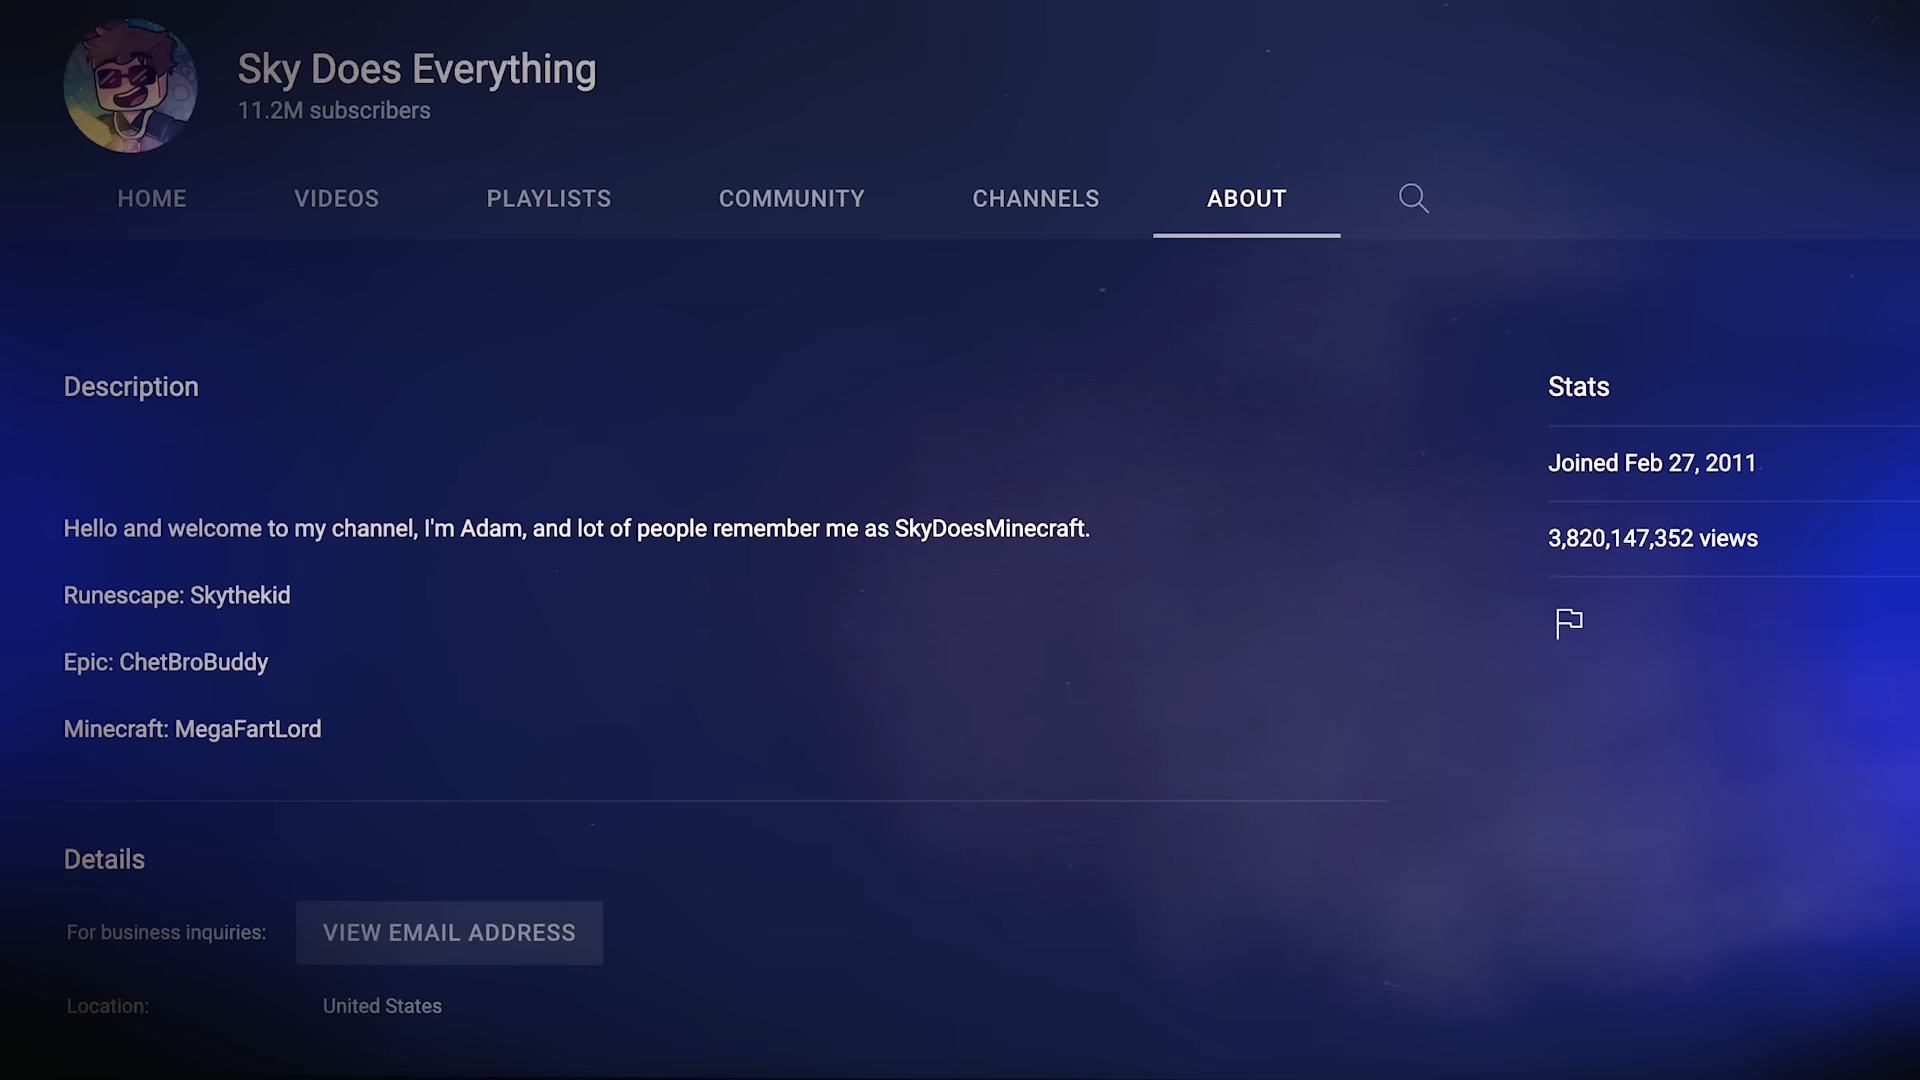 Sky Does Everything
11.2M subscribers
HOME VIDEOS PLAYLISTS COMMUNITY CHANNELS ABOUT
Description
Hello and welcome to my channel, I'm Adam, and lot of people remember me as SkyDoesMinecraft.
Runescape: Skythekid
Epic: ChetBroBuddy
Minecraft: MegaFartLord
Stats
Joined Feb 27, 2011
3,820,147,352 views
Details
For business inquiries: VIEW EMAIL ADDRESS
Location: United States